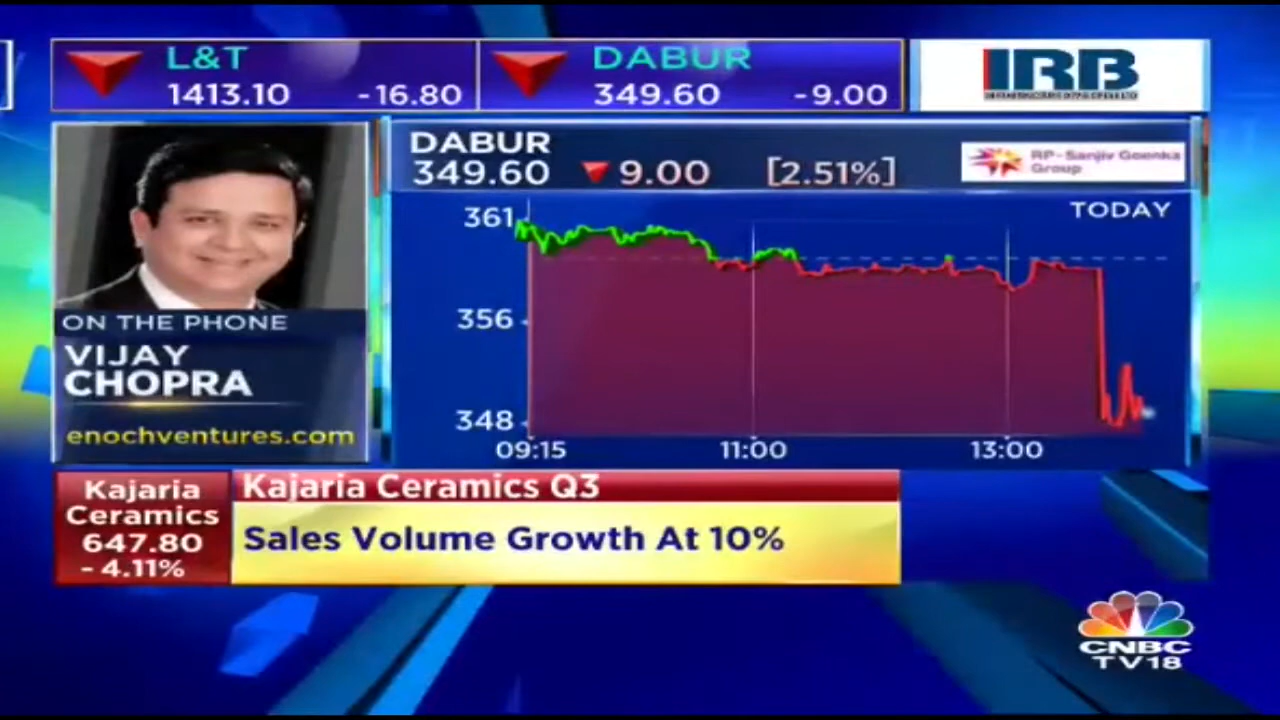 L&T
1413.10 -16.80
DABUR
349.60 -9.00
IRB
DABUR
349.60 9.00 [2.51%]
RP-Sanjiv Goenka
Group
TODAY
361
356
348
09:15 11:00 13:00
ON THE PHONE
VIJAY
CHOPRA
enochventures.com
Kajaria
Ceramics
647.80
- 4.11%
Kajaria Ceramics Q3
Sales Volume Growth At 10%
CNBC
TV18